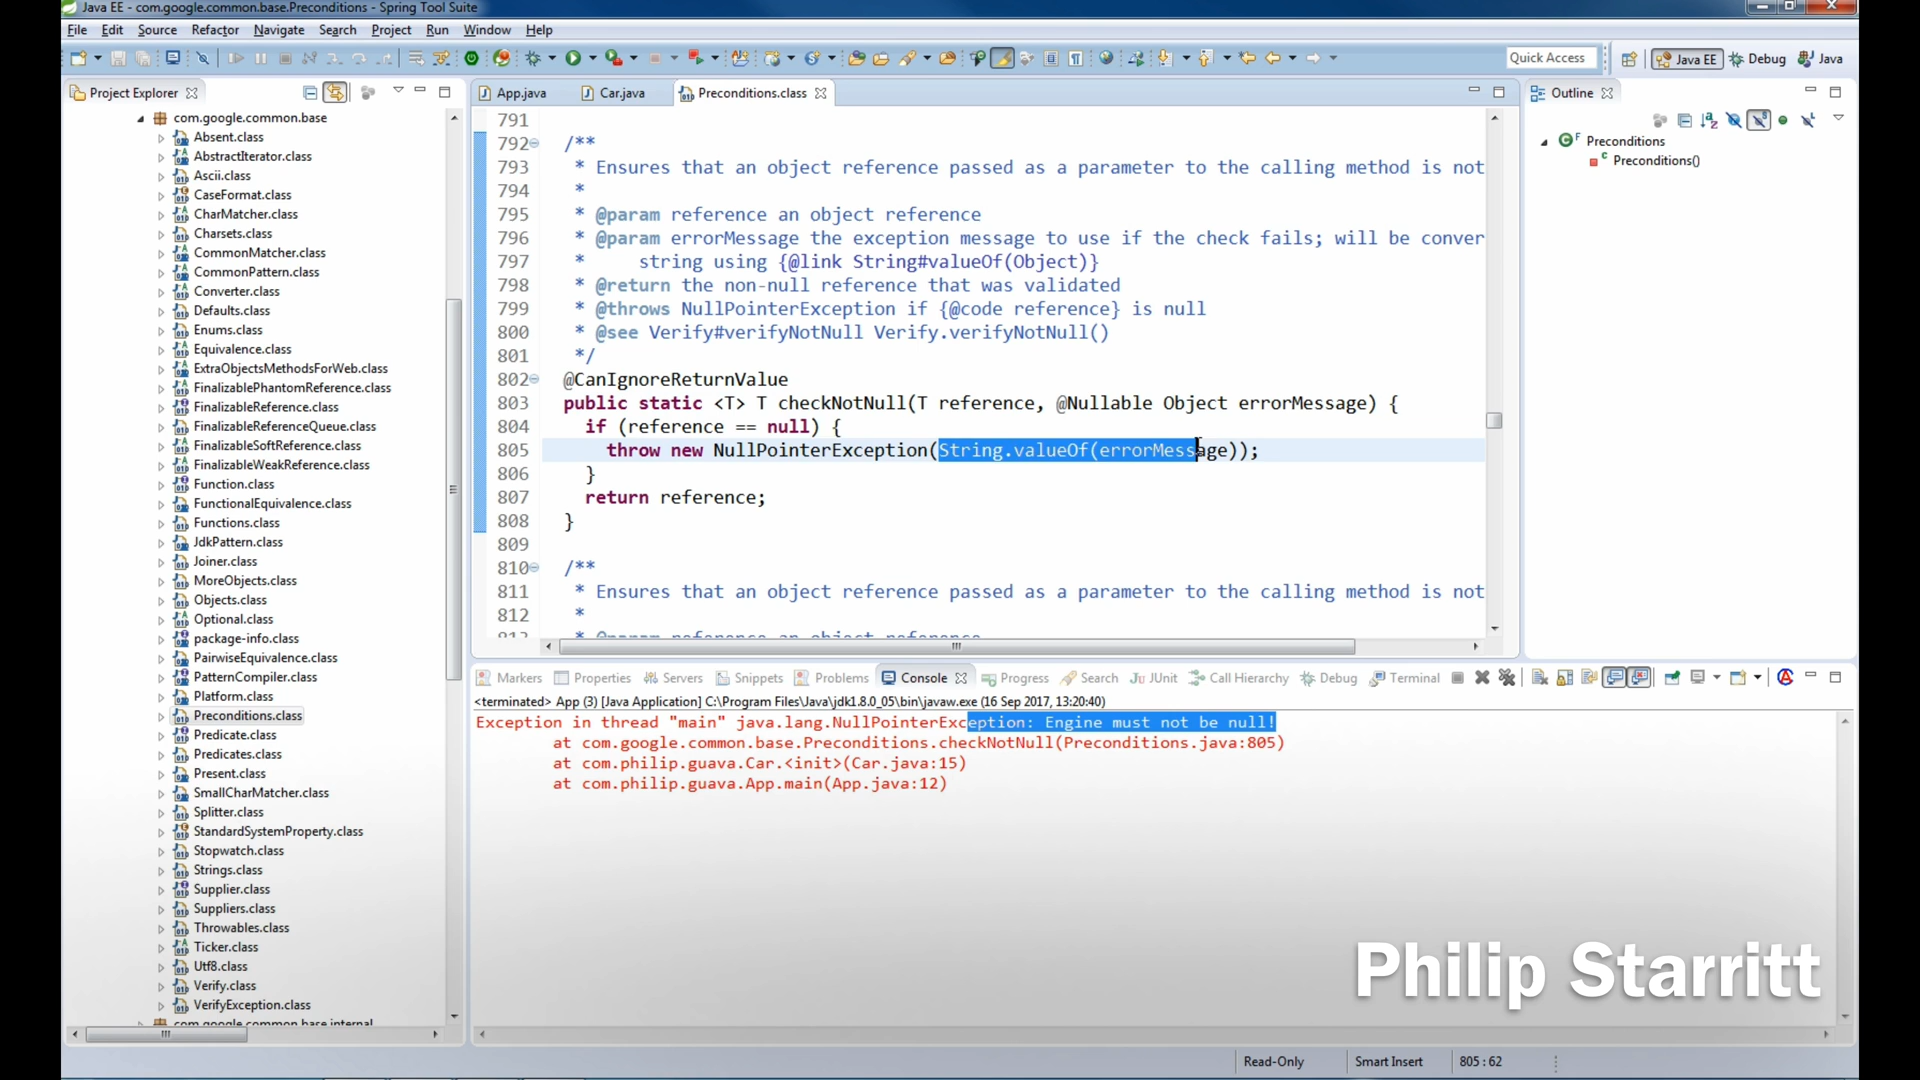 Java EE - com.google.common.base.Preconditions - Spring Tool Suite
File Edit Source Refactor Navigate Search Project Run Window Help
Quick Access Java EE Debug Java
Project Explorer
com.google.common.base
Absent.class
AbstractIterator.class
Ascii.class
CaseFormat.class
CharMatcher.class
Charsets.class
CommonMatcher.class
CommonPattern.class
Converter.class
Defaults.class
Enums.class
Equivalence.class
ExtraObjectsMethodsForWeb.class
FinalizablePhantomReference.class
FinalizableReference.class
FinalizableReferenceQueue.class
FinalizableSoftReference.class
FinalizableWeakReference.class
Function.class
FunctionalEquivalence.class
Functions.class
JdkPattern.class
Joiner.class
MoreObjects.class
Objects.class
Optional.class
package-info.class
PairwiseEquivalence.class
PatternCompiler.class
Platform.class
Preconditions.class
Predicate.class
Predicates.class
Present.class
SmallCharMatcher.class
Splitter.class
StandardSystemProperty.class
Stopwatch.class
Strings.class
Supplier.class
Suppliers.class
Throwables.class
Ticker.class
Utf8.class
Verify.class
VerifyException.class
com.google.common.base.internal
App.java Car.java Preconditions.class
791
792 /**
793 * Ensures that an object reference passed as a parameter to the calling method is not
794 *
795 * @param reference an object reference
796 * @param errorMessage the exception message to use if the check fails; will be conver
797 * string using {@link String#valueOf(Object)}
798 * @return the non-null reference that was validated
799 * @throws NullPointerException if {@code reference} is null
800 * @see Verify#verifyNotNull Verify.verifyNotNull()
801 */
802 @CanIgnoreReturnValue
803 public static <T> T checkNotNull(T reference, @Nullable Object errorMessage) {
804 if (reference == null) {
805 throw new NullPointerException(String.valueOf(errorMessage));
806 }
807 return reference;
808 }
809
810 /**
811 * Ensures that an object reference passed as a parameter to the calling method is not
812 *
813 * @param reference an object reference
Outline
Preconditions
Preconditions()
Markers Properties Servers Snippets Problems Console Progress Search JUnit Call Hierarchy Debug Terminal
<terminated> App (3) [Java Application] C:\Program Files\Java\jdk1.8.0_05\bin\javaw.exe (16 Sep 2017, 13:20:40)
Exception in thread "main" java.lang.NullPointerException: Engine must not be null!
at com.google.common.base.Preconditions.checkNotNull(Preconditions.java:805)
at com.philip.guava.Car.<init>(Car.java:15)
at com.philip.guava.App.main(App.java:12)
Philip Starritt
Read-Only Smart Insert 805 : 62